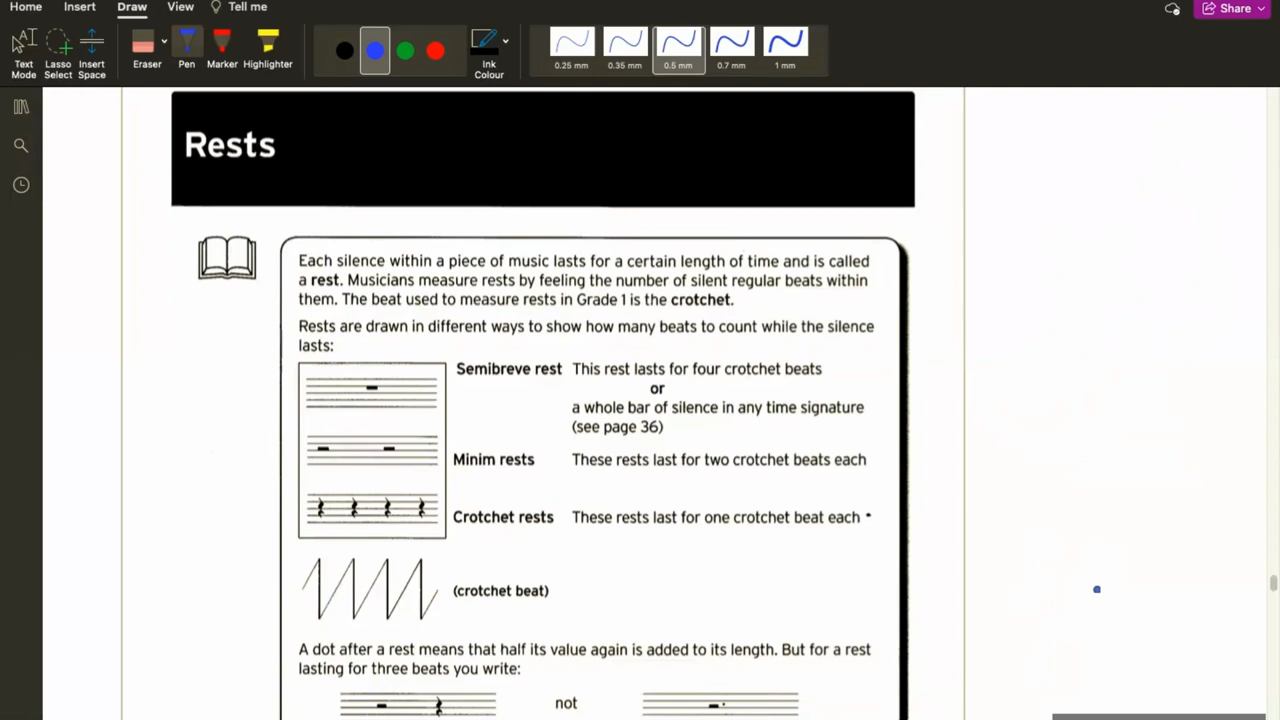 Home Insert Draw View Tell me
Share
Text Mode
Lasso Select
Insert Space
Eraser
Pen
Marker
Highlighter
Ink Colour
0.25 mm
0.35 mm
0.5 mm
0.7 mm
1 mm
Rests
Each silence within a piece of music lasts for a certain length of time and is called
a rest. Musicians measure rests by feeling the number of silent regular beats within
them. The beat used to measure rests in Grade 1 is the crotchet.
Rests are drawn in different ways to show how many beats to count while the silence
lasts:
Semibreve rest This rest lasts for four crotchet beats
or
a whole bar of silence in any time signature
(see page 36)
Minim rests These rests last for two crotchet beats each
Crotchet rests These rests last for one crotchet beat each
(crotchet beat)
A dot after a rest means that half its value again is added to its length. But for a rest
lasting for three beats you write:
not